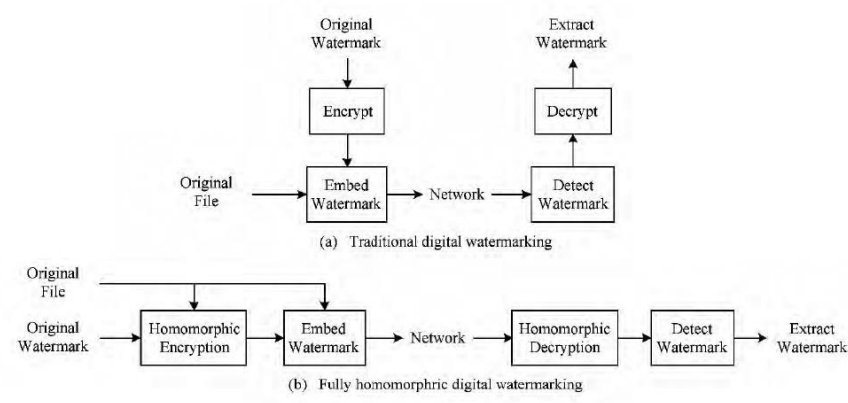 Original
Watermark
Extract
Watermark
Encrypt
Decrypt
Original
File
Embed
Watermark
Network
Detect
Watermark
(a) Traditional digital watermarking
Original
File
Original
Watermark
Homomorphic
Encryption
Embed
Watermark
Network
Homomorphic
Decryption
Detect
Watermark
Extract
Watermark
(b) Fully homomorphric digital watermarking